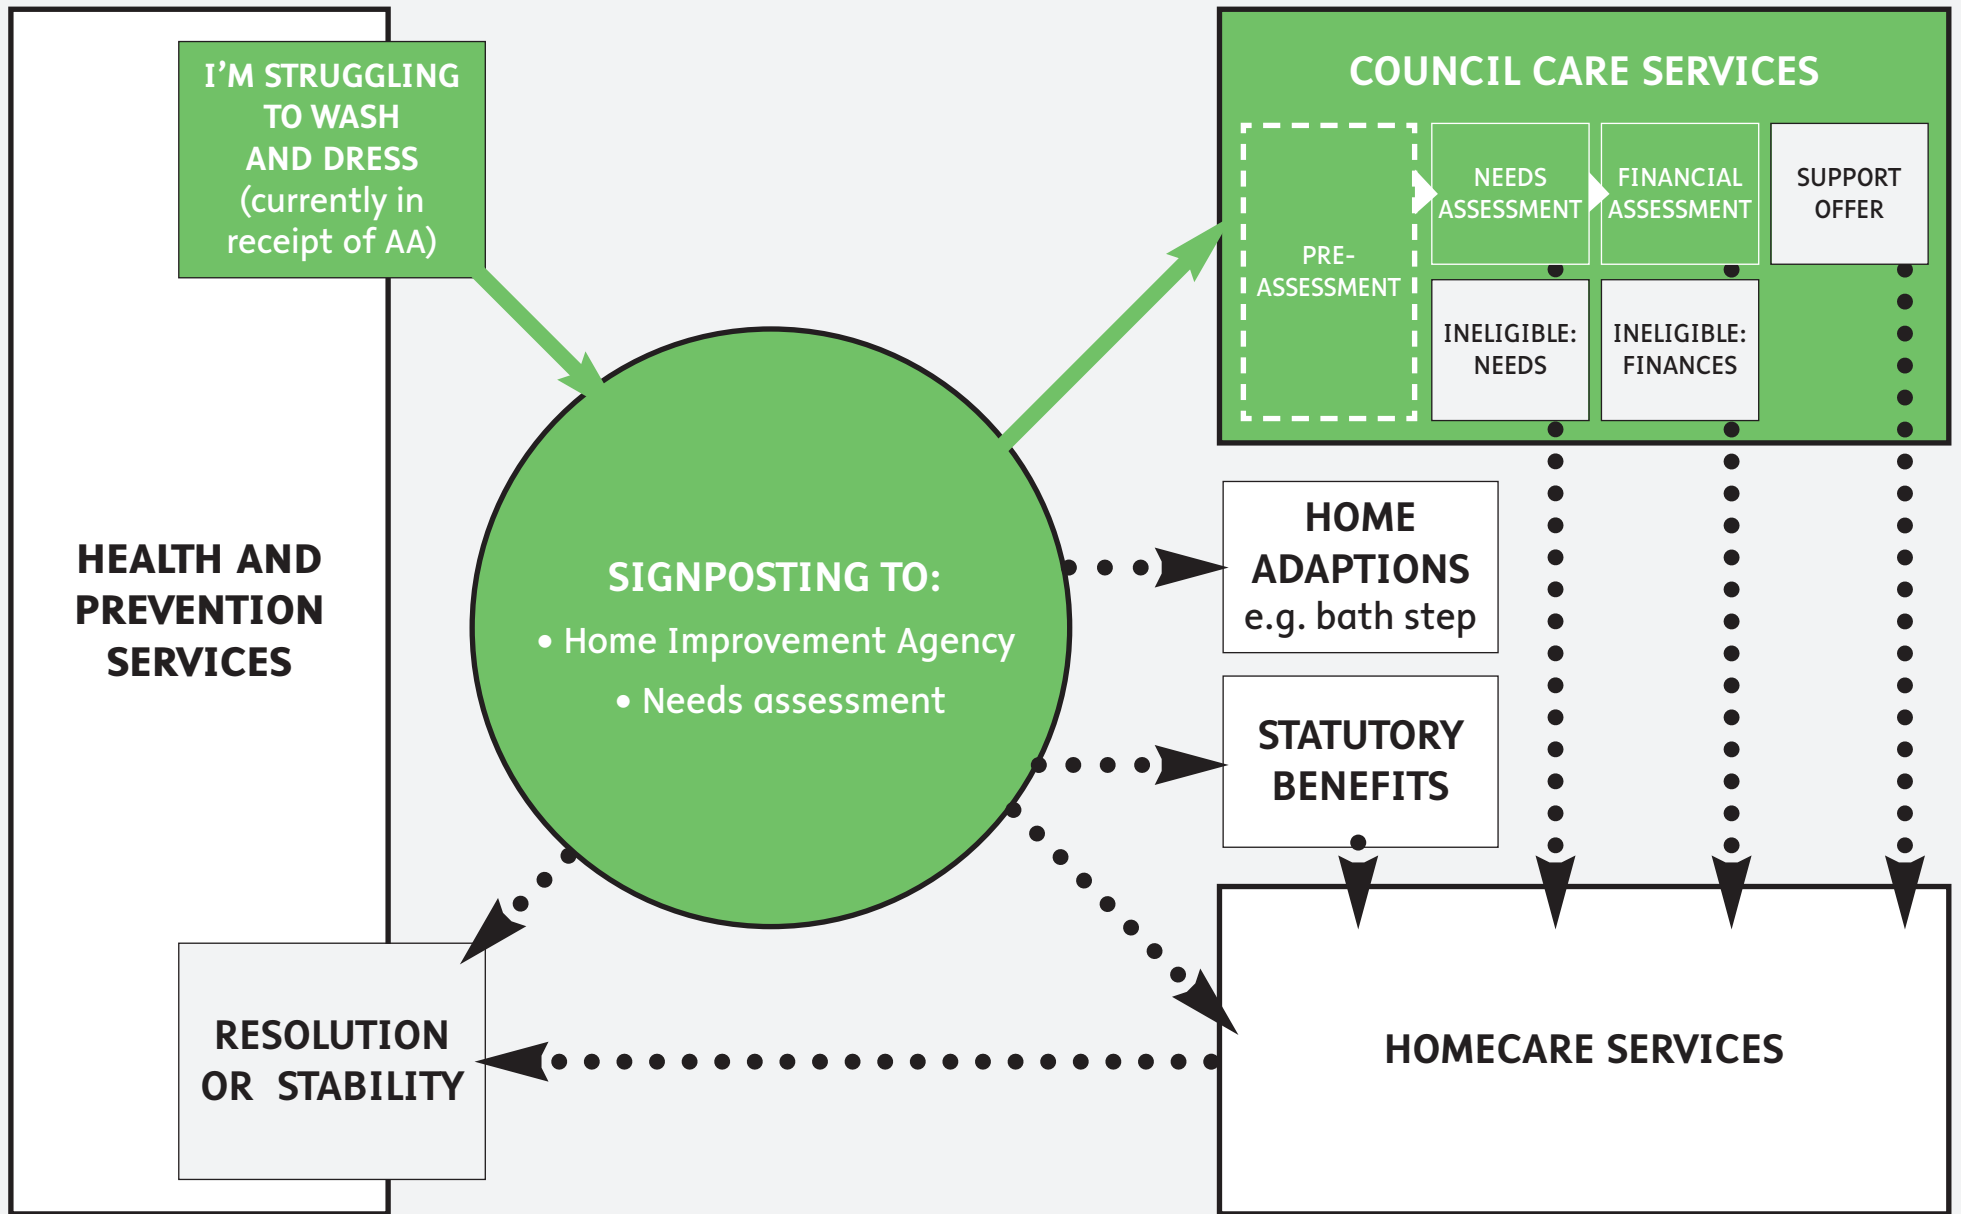 I’M STRUGGLING
TO WASH
AND DRESS
(currently in
receipt of AA)
HEALTH AND
PREVENTION
SERVICES
SIGNPOSTING TO:
• Home Improvement Agency
• Needs assessment
COUNCIL CARE SERVICES
PRE-
ASSESSMENT
NEEDS
ASSESSMENT
FINANCIAL
ASSESSMENT
SUPPORT
OFFER
INELIGIBLE:
NEEDS
INELIGIBLE:
FINANCES
HOME
ADAPTIONS
e.g. bath step
STATUTORY
BENEFITS
RESOLUTION
OR STABILITY
HOMECARE SERVICES